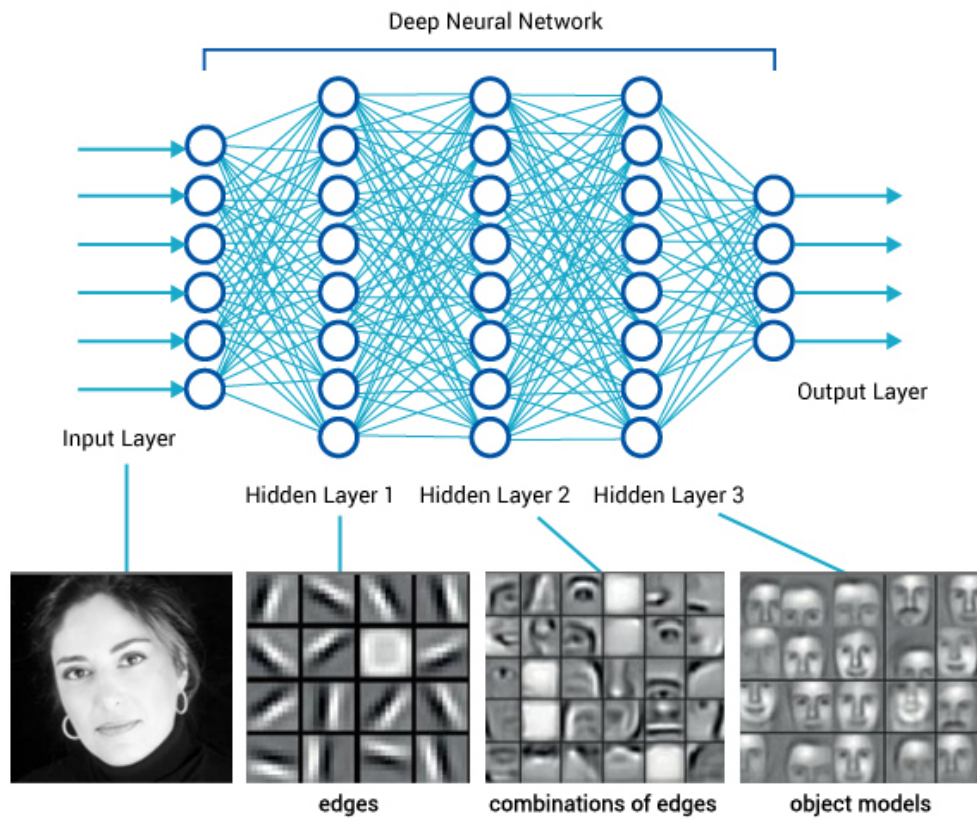 Deep Neural Network
Output Layer
Input Layer
Hidden Layer 1
Hidden Layer 2
Hidden Layer 3
edges
combinations of edges
object models